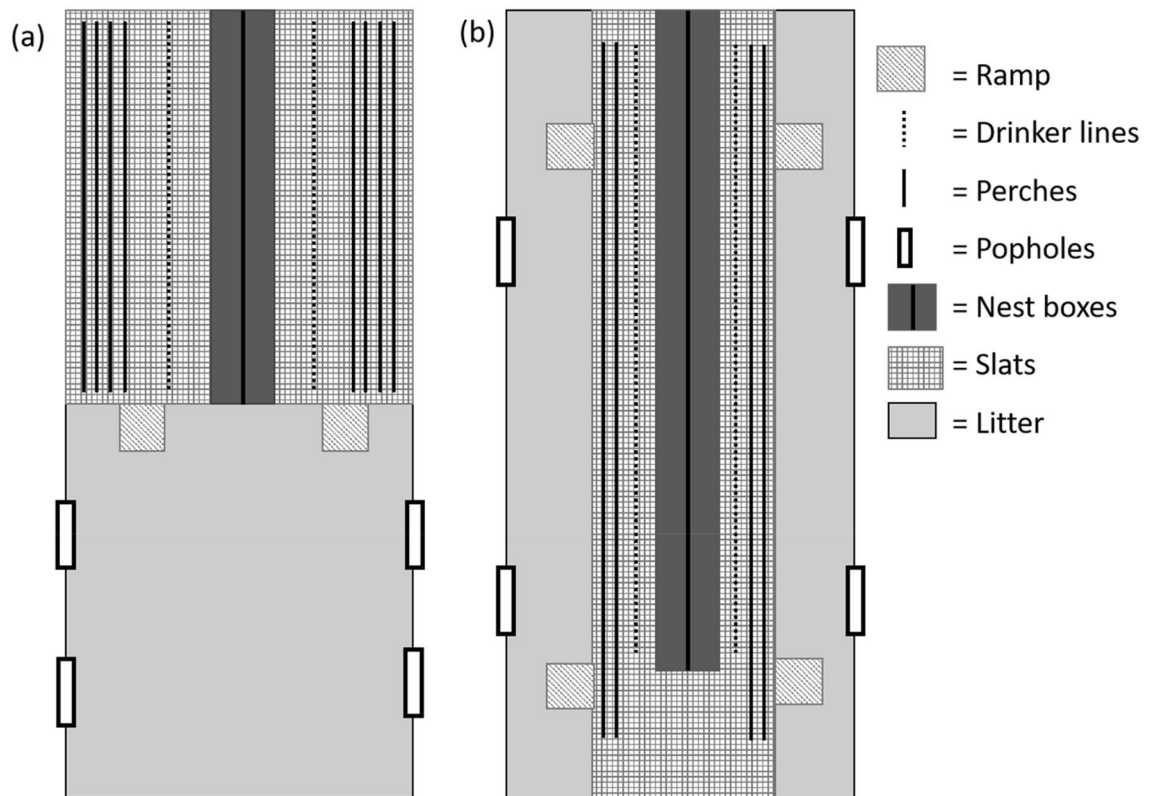 (a)
(b)
= Ramp
= Drinker lines
= Perches
= Popholes
= Nest boxes
= Slats
= Litter